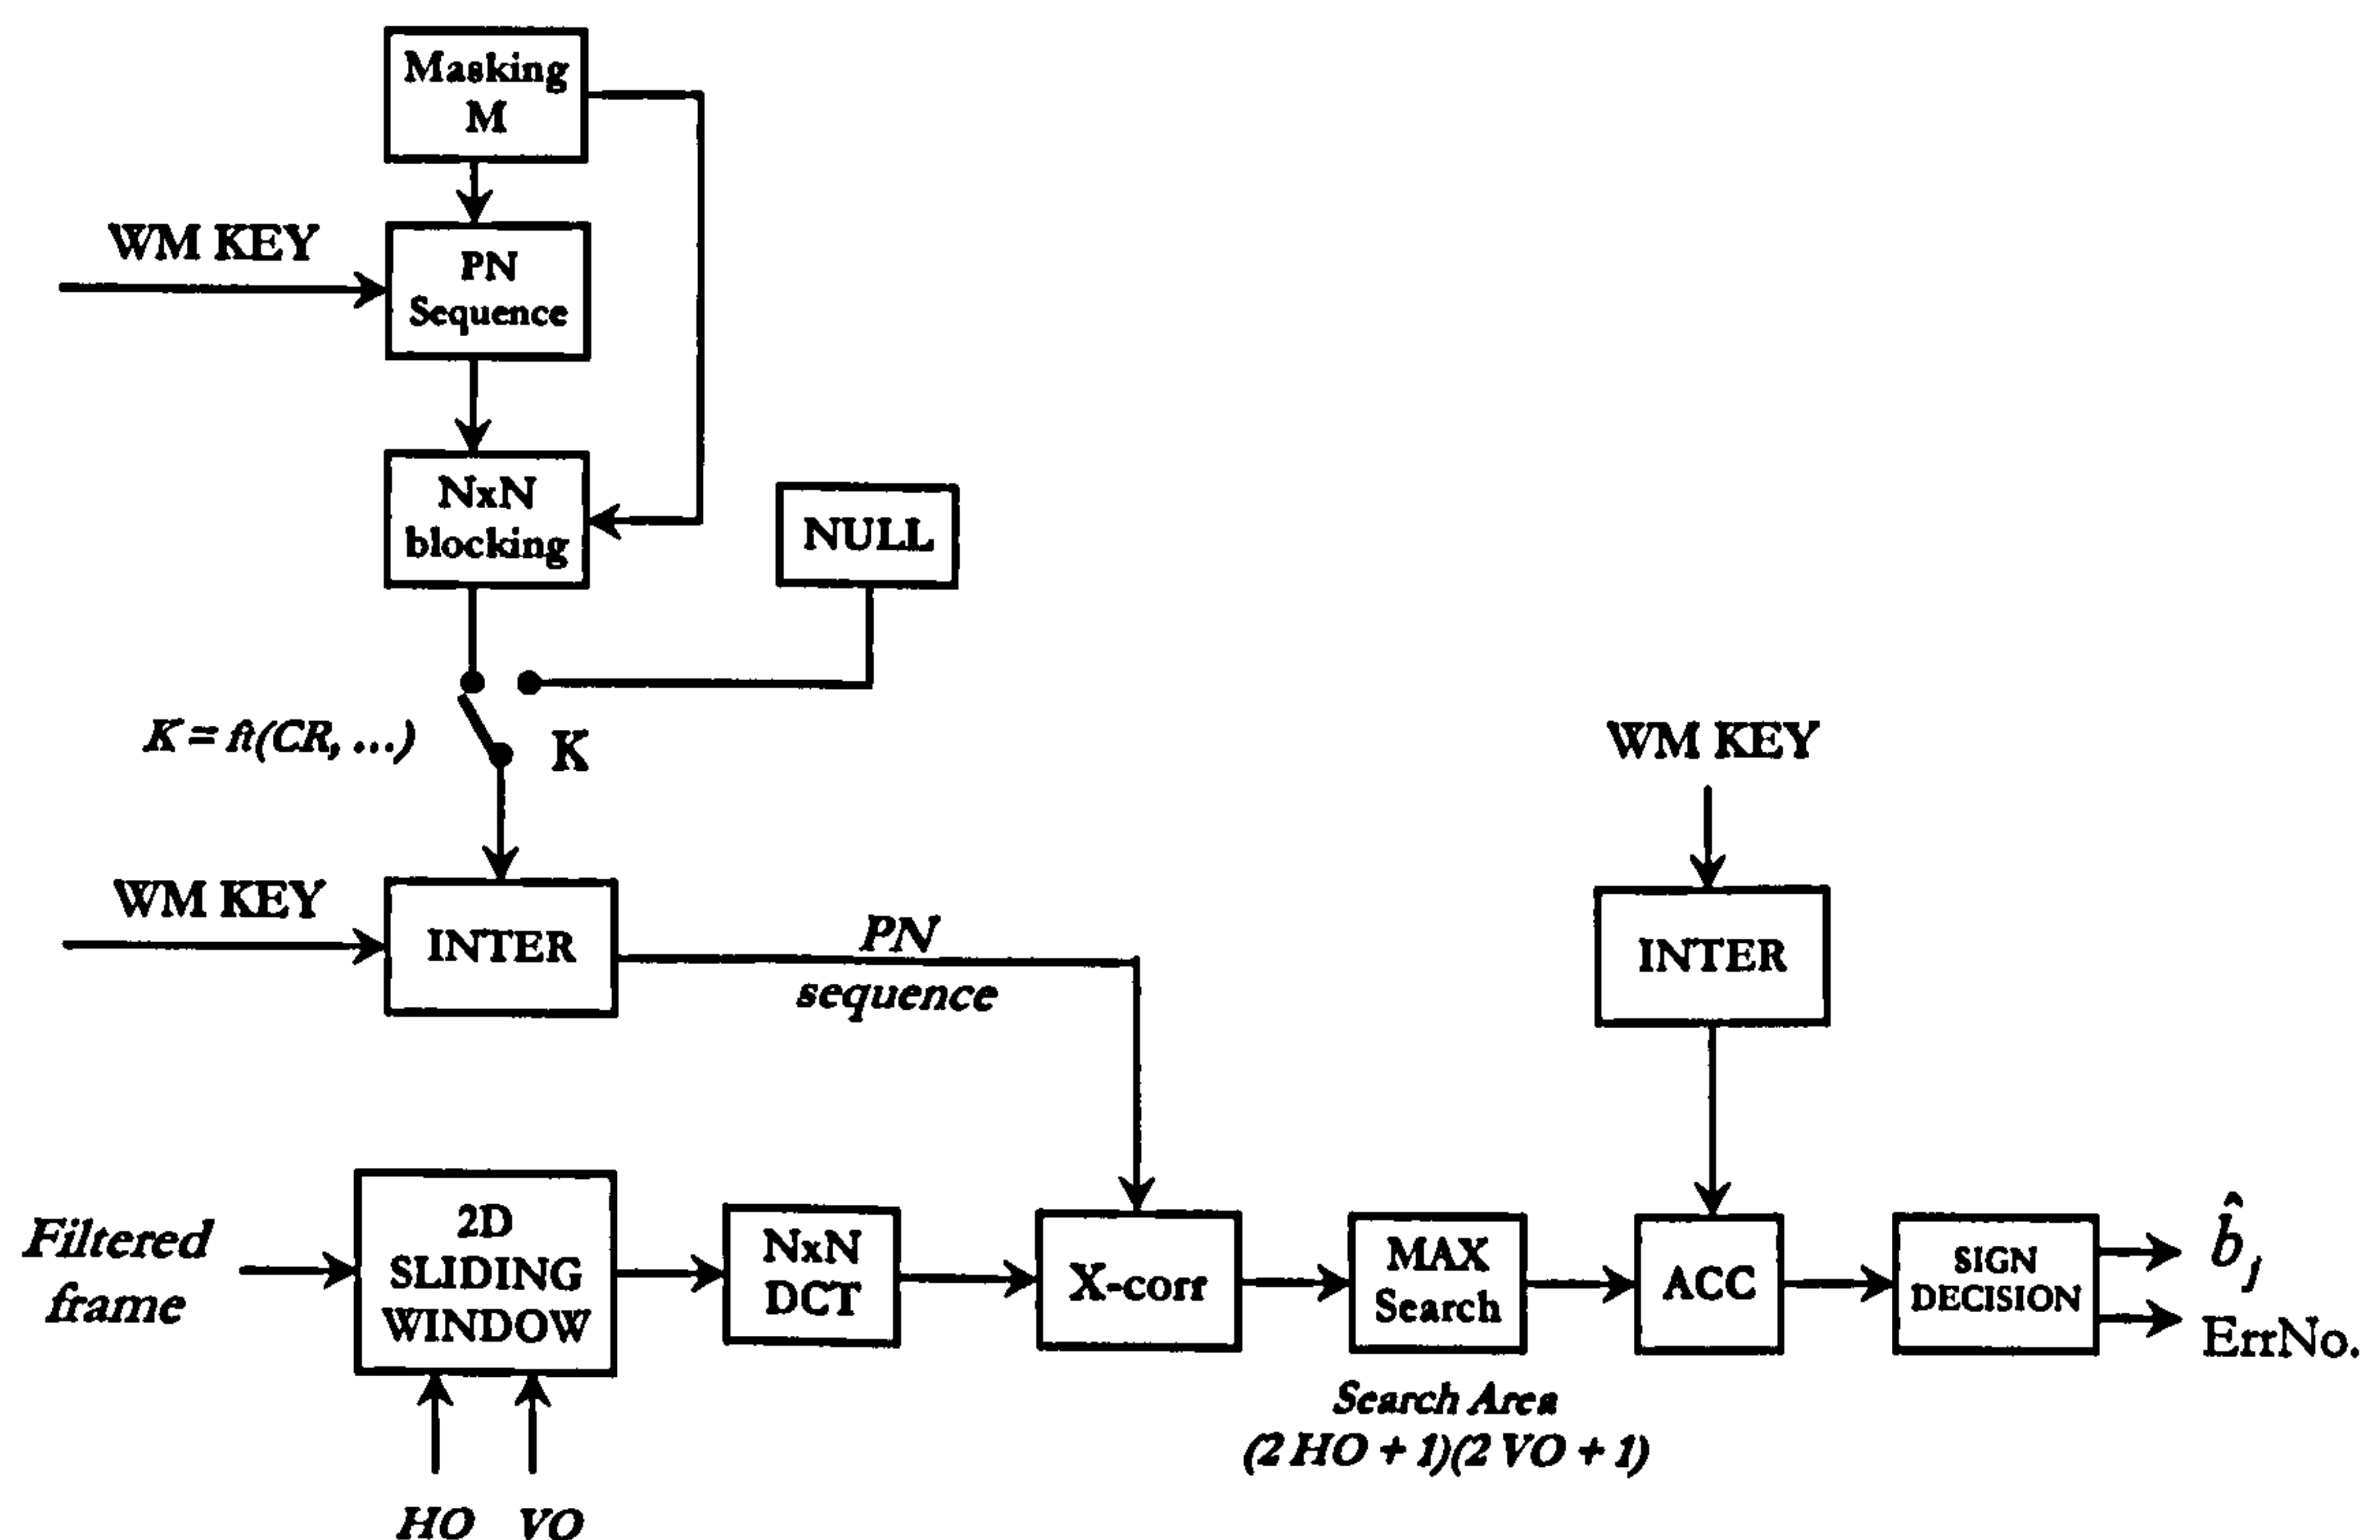 Masking
M
WM KEY
PN
Sequence
NxN
blocking
NULL
K = ft(CR, ...)
K
WM KEY
WM KEY
INTER
PN
sequence
INTER
Filtered
frame
2D
SLIDING
WINDOW
NxN
DCT
X-corr
MAX
Search
ACC
SIGN
DECISION
b̂j
ErrNo.
Search Area
(2 HO + 1)(2 VO + 1)
HO VO